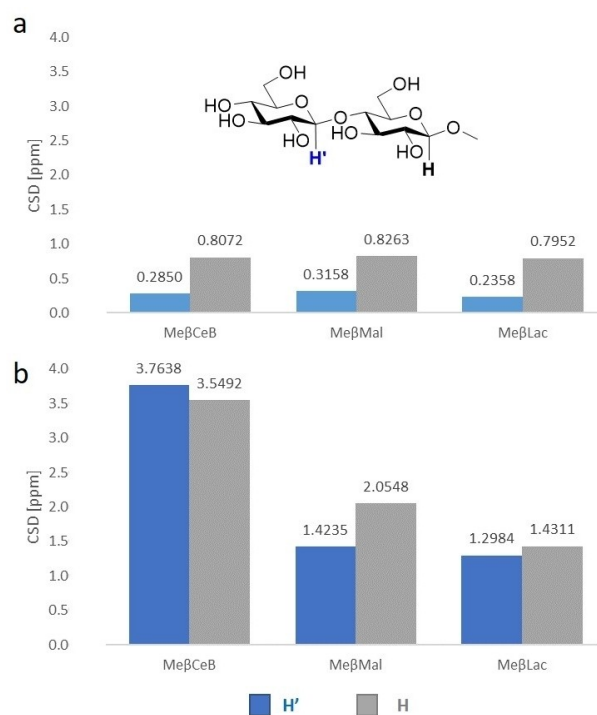 a
CSD [ppm]
4.0
3.5
3.0
2.5
2.0
1.5
1.0
0.5
0.0
OH
HO
HO
O
HO
H'
O
OH
HO
O
HO
O
H
0.2850
0.8072
0.3158
0.8263
0.2358
0.7952
MeβCeB
MeβMal
MeβLac
b
CSD [ppm]
4.0
3.5
3.0
2.5
2.0
1.5
1.0
0.5
0.0
3.7638
3.5492
1.4235
2.0548
1.2984
1.4311
MeβCeB
MeβMal
MeβLac
H’
H